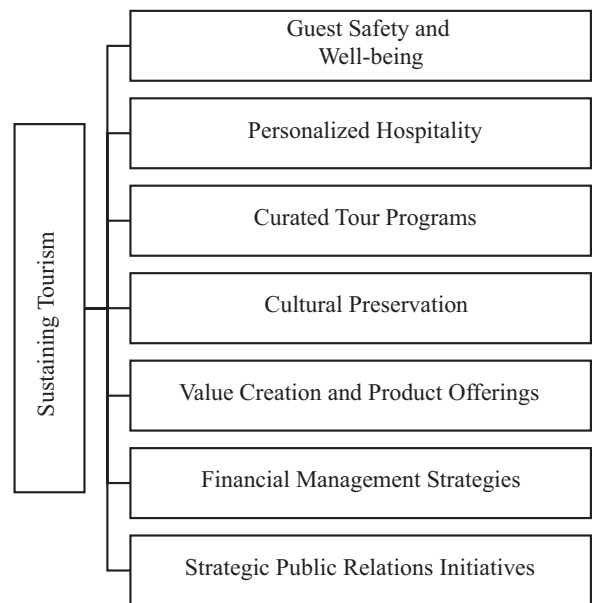 Guest Safety and
Well-being
Personalized Hospitality
Curated Tour Programs
Sustaining Tourism
Cultural Preservation
Value Creation and Product Offerings
Financial Management Strategies
Strategic Public Relations Initiatives